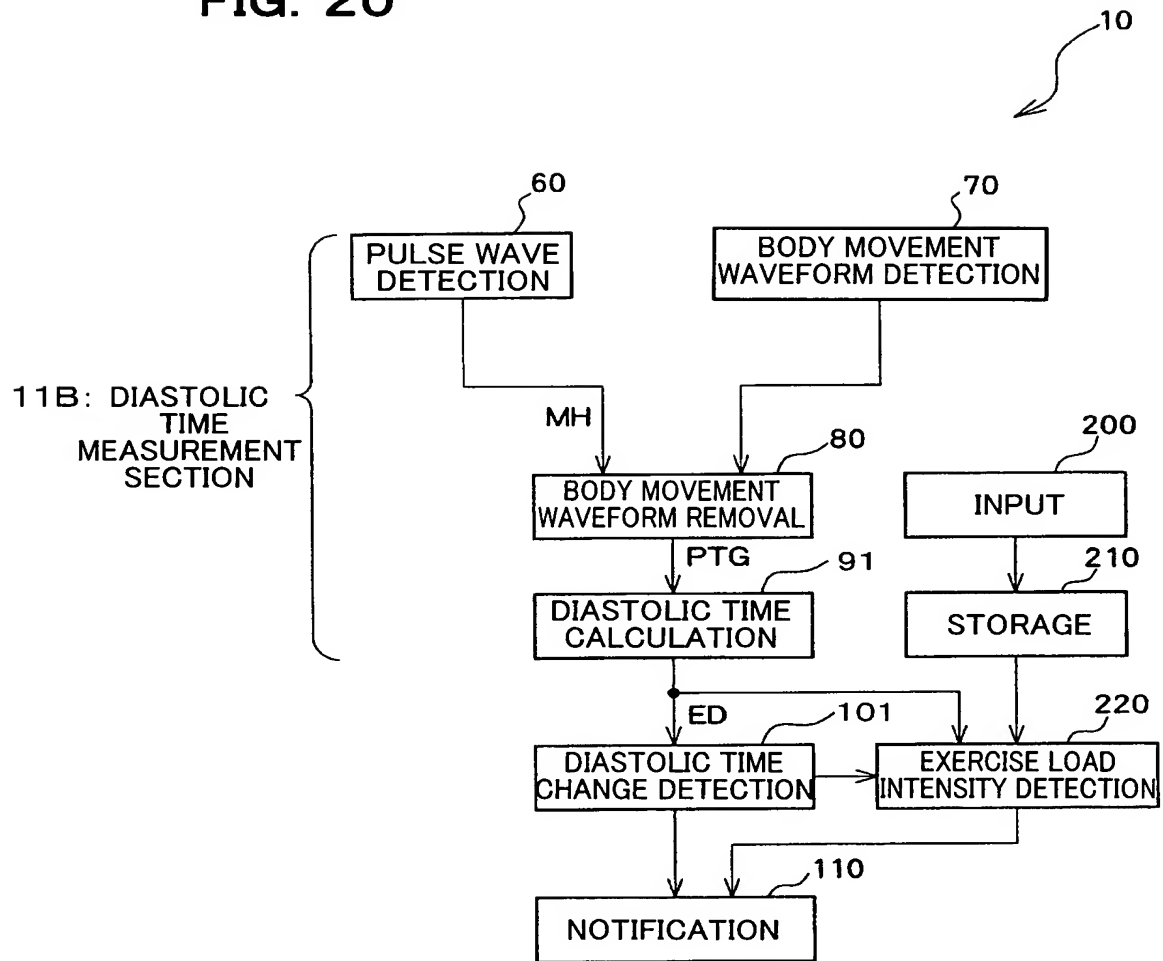 FIG. 20
10
60
70
PULSE WAVE
DETECTION
BODY MOVEMENT
WAVEFORM DETECTION
11B: DIASTOLIC
TIME
MEASUREMENT
SECTION
MH
80
200
BODY MOVEMENT
WAVEFORM REMOVAL
INPUT
PTG
91
210
DIASTOLIC TIME
CALCULATION
STORAGE
ED
101
220
DIASTOLIC TIME
CHANGE DETECTION
EXERCISE LOAD
INTENSITY DETECTION
110
NOTIFICATION